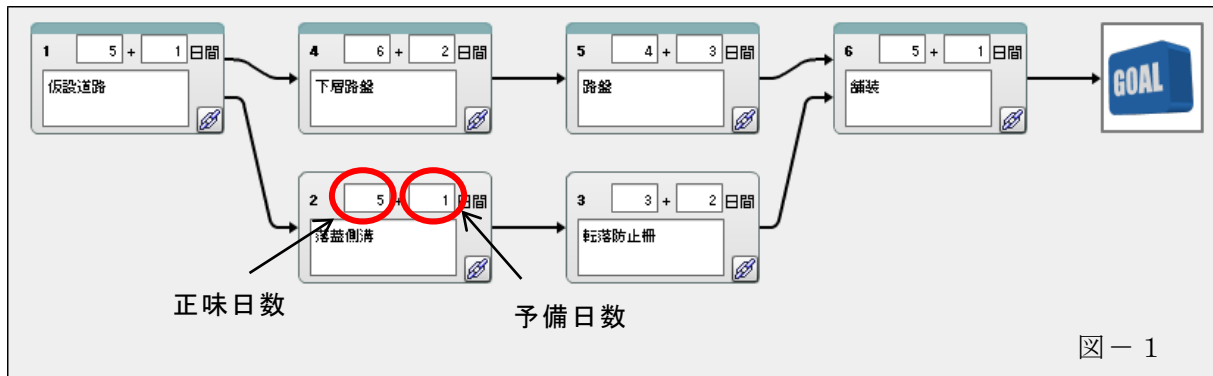 1 5 + 1 日間
仮設道路
4 6 + 2 日間
下層路盤
5 4 + 3 日間
路盤
6 5 + 1 日間
舗装
GOAL
2 5 + 1 日間
落蓋側溝
3 3 + 2 日間
転落防止柵
正味日数
予備日数
図－１